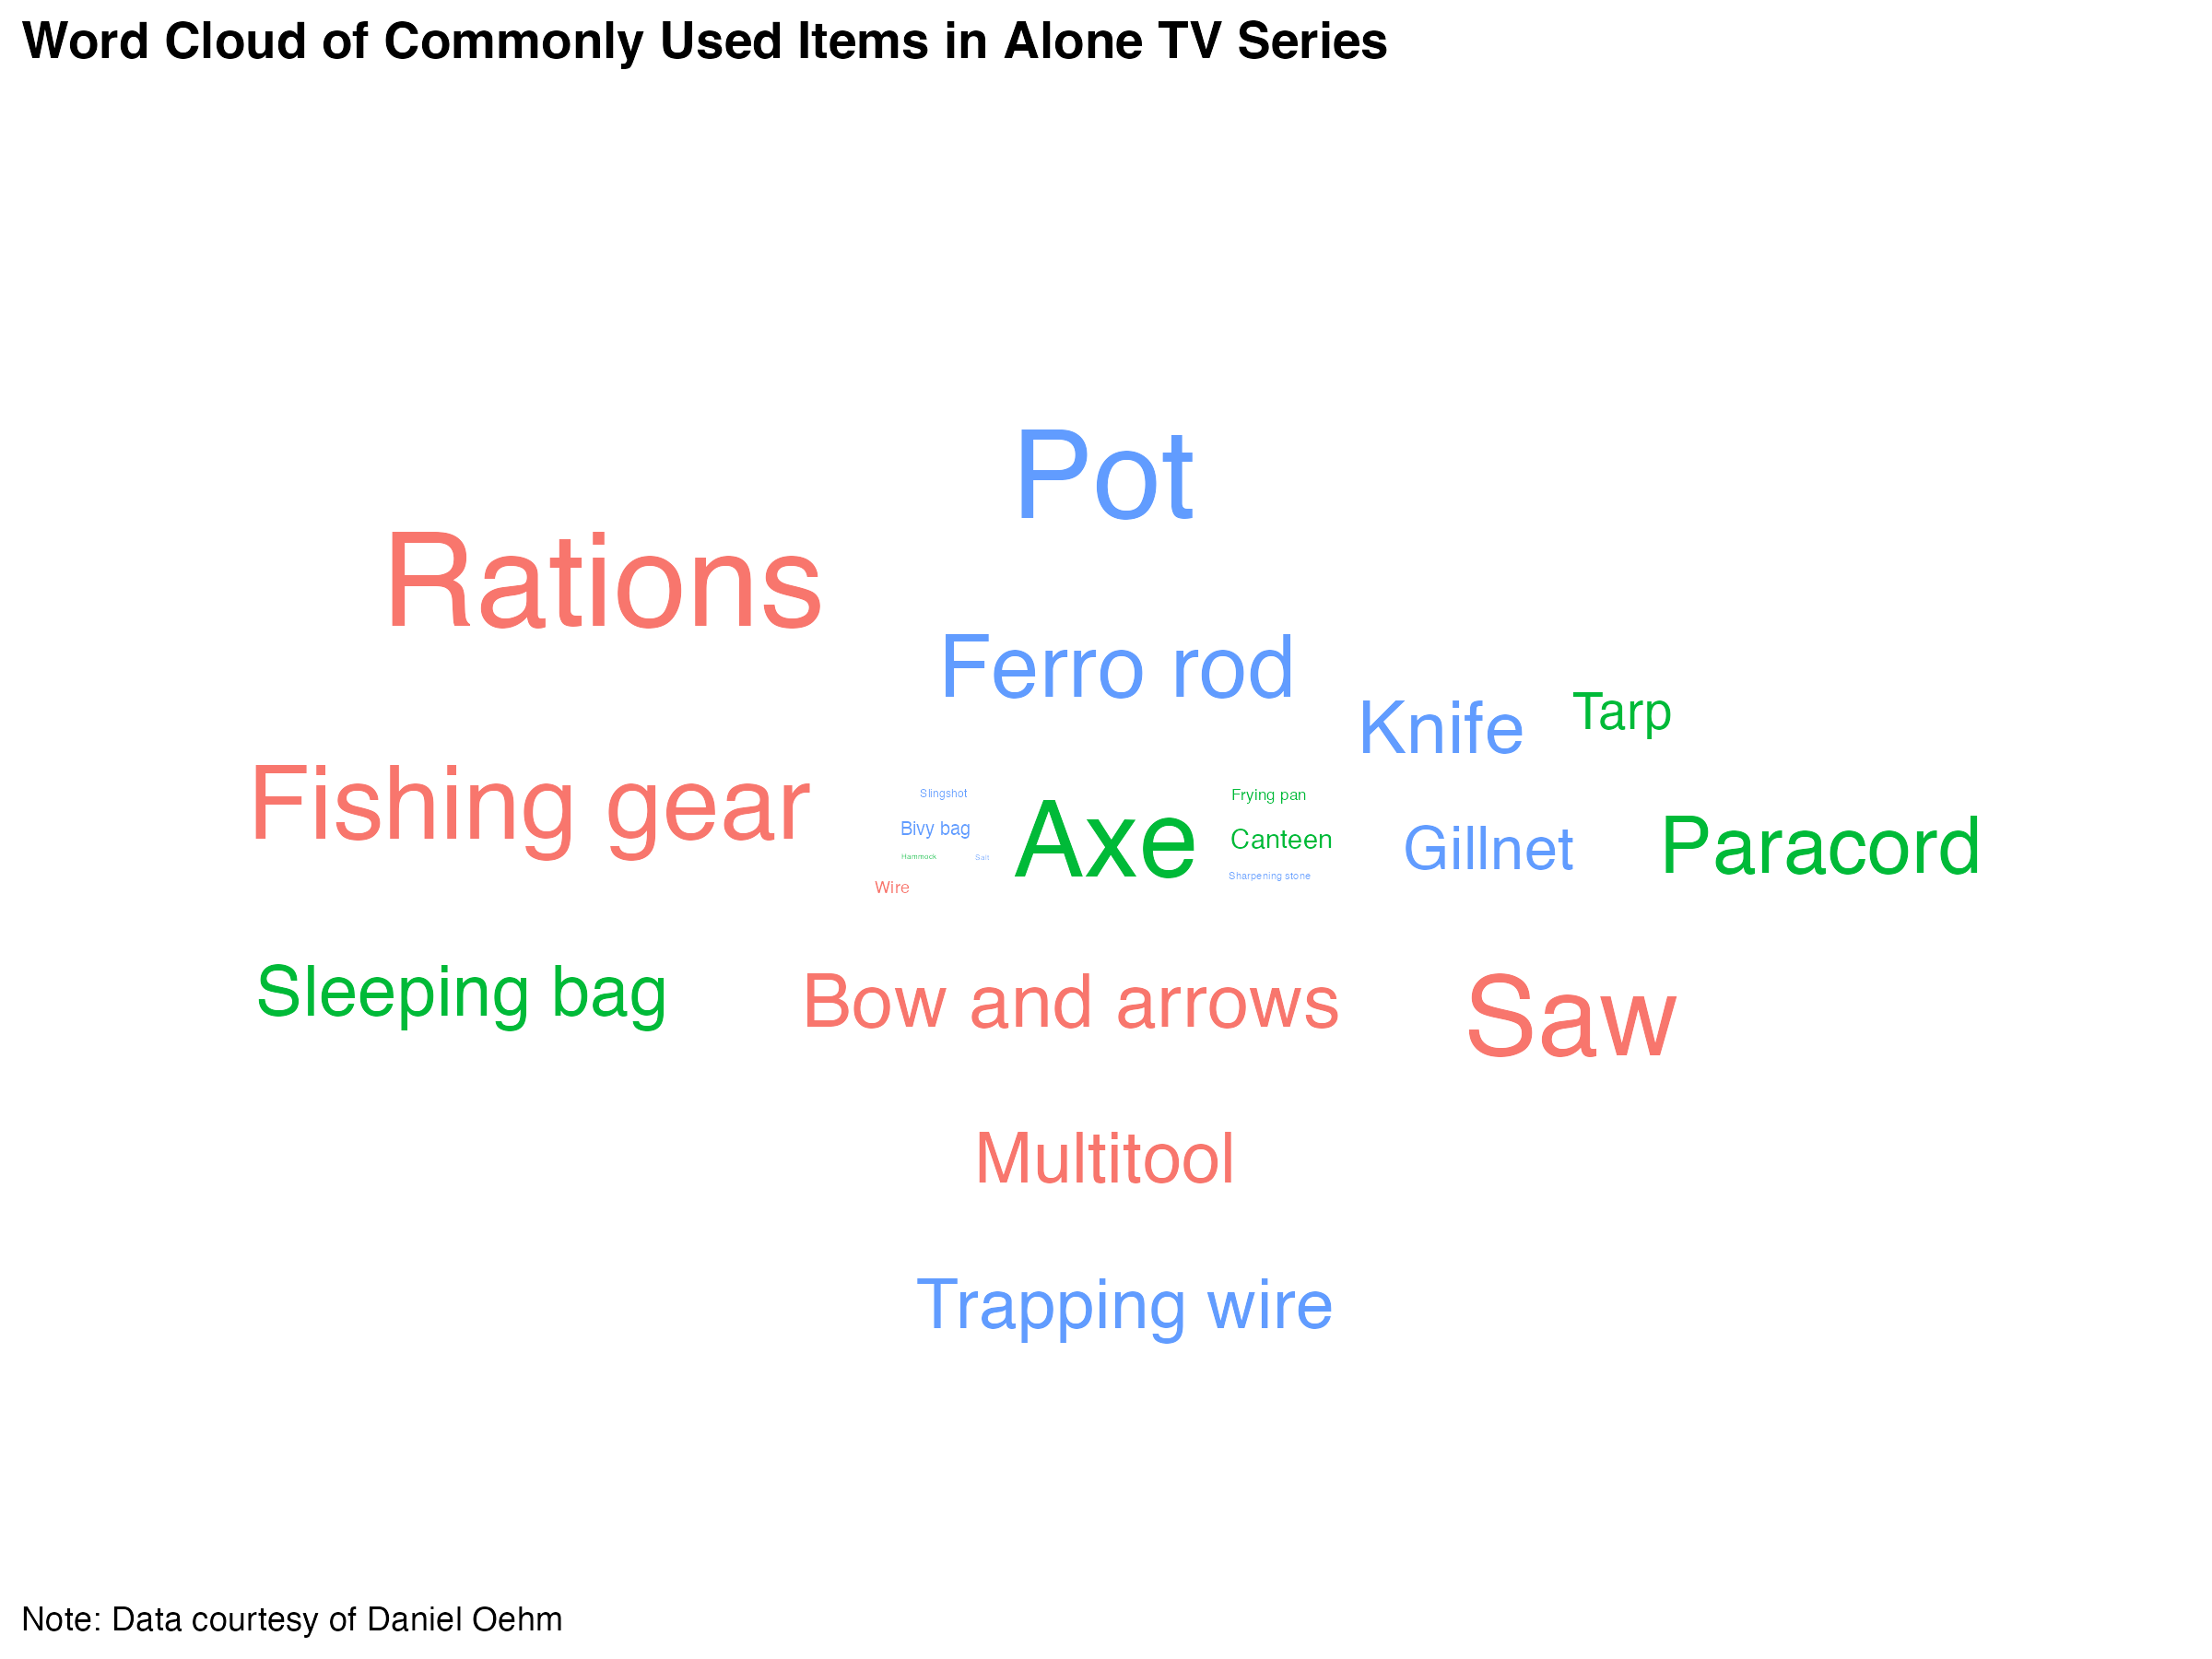 Word Cloud of Commonly Used Items in Alone TV Series
Pot
Rations
Ferro rod
Knife
Tarp
Fishing gear
Slingshot
Bivy bag
Hammock
Salt
Wire
Axe
Frying pan
Canteen
Sharpening stone
Gillnet
Paracord
Sleeping bag
Bow and arrows
Saw
Multitool
Trapping wire
Note: Data courtesy of Daniel Oehm